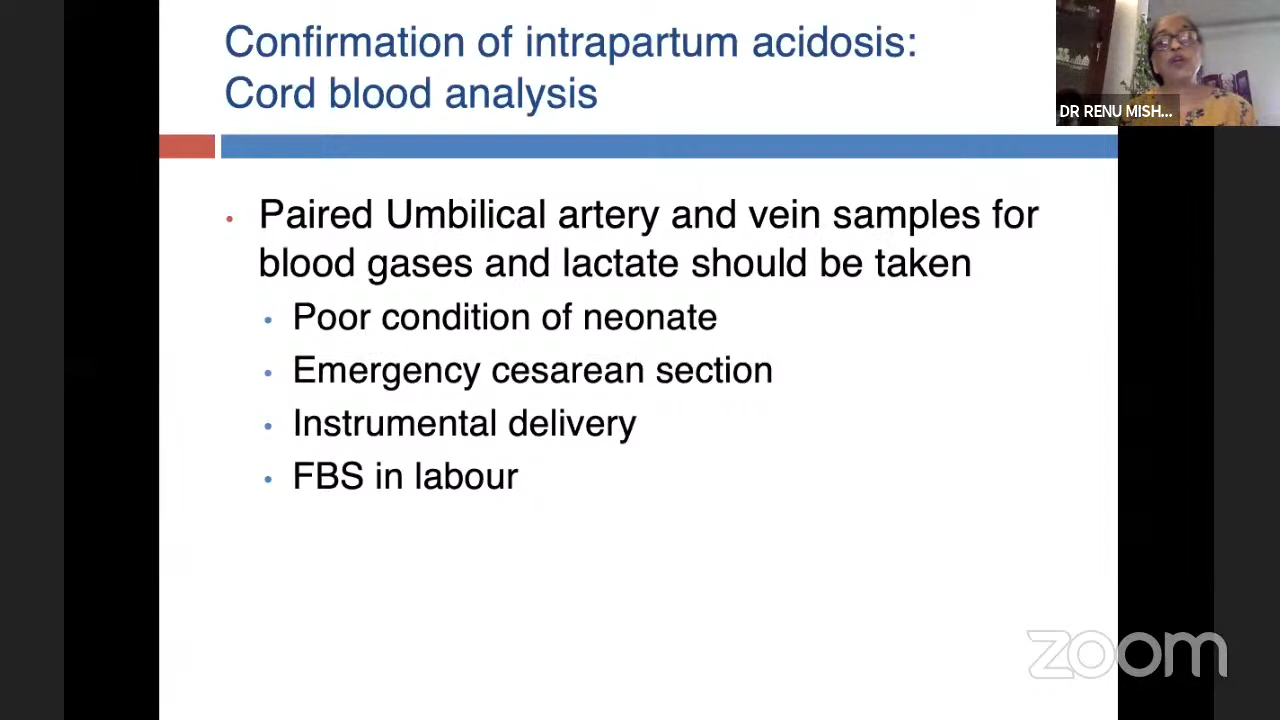 Confirmation of intrapartum acidosis:
Cord blood analysis
DR RENU MISH...
• Paired Umbilical artery and vein samples for
blood gases and lactate should be taken
• Poor condition of neonate
• Emergency cesarean section
• Instrumental delivery
• FBS in labour
zoom